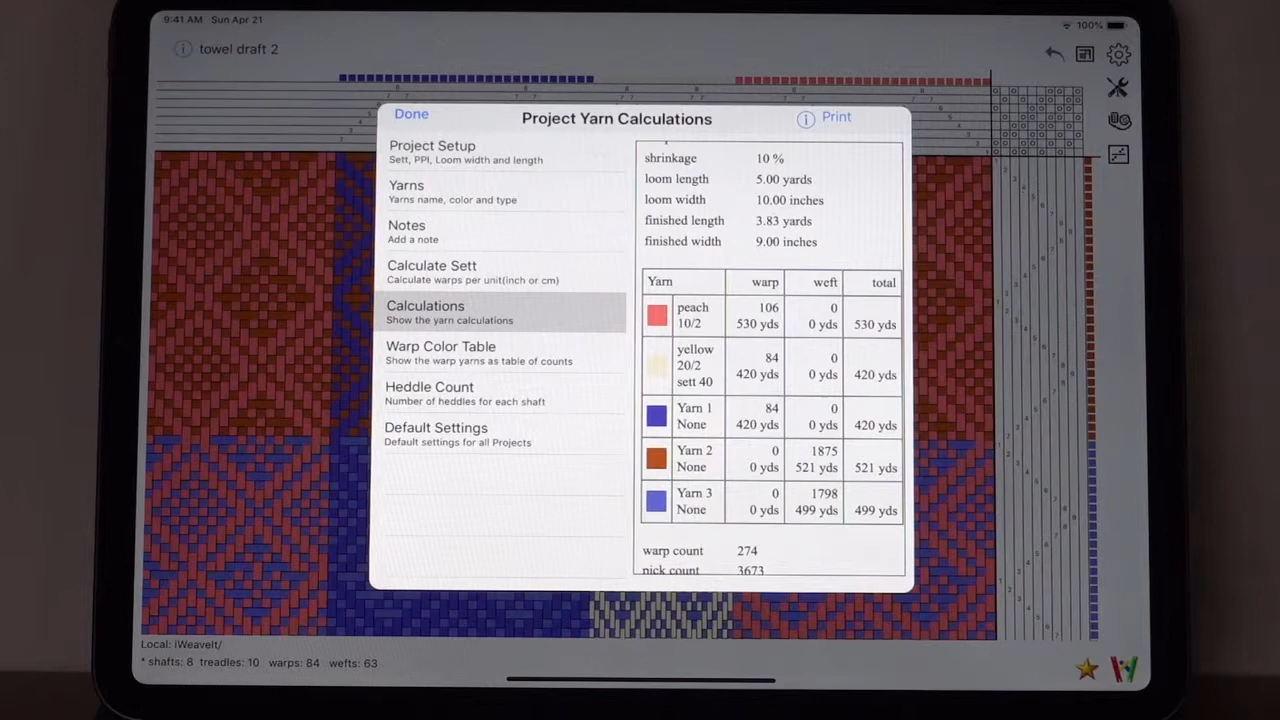 9:41 AM Sun Apr 21
100%
towel draft 2
Done
Project Yarn Calculations
Print
Project Setup
Sett, PPI, Loom width and length
Yarns
Yarns name, color and type
Notes
Add a note
Calculate Sett
Calculate warps per unit(inch or cm)
Calculations
Show the yarn calculations
Warp Color Table
Show the warp yarns as table of counts
Heddle Count
Number of heddles for each shaft
Default Settings
Default settings for all Projects
shrinkage 10 %
loom length 5.00 yards
loom width 10.00 inches
finished length 3.83 yards
finished width 9.00 inches
Yarn warp weft total
peach 106 0
10/2 530 yds 0 yds 530 yds
yellow
20/2 84 0
sett 40 420 yds 0 yds 420 yds
Yarn 1 84 0
None 420 yds 0 yds 420 yds
Yarn 2 0 1875
None 0 yds 521 yds 521 yds
Yarn 3 0 1798
None 0 yds 499 yds 499 yds
warp count 274
pick count 3673
Local: iWeaveIt/
* shafts: 8 treadles: 10 warps: 84 wefts: 63